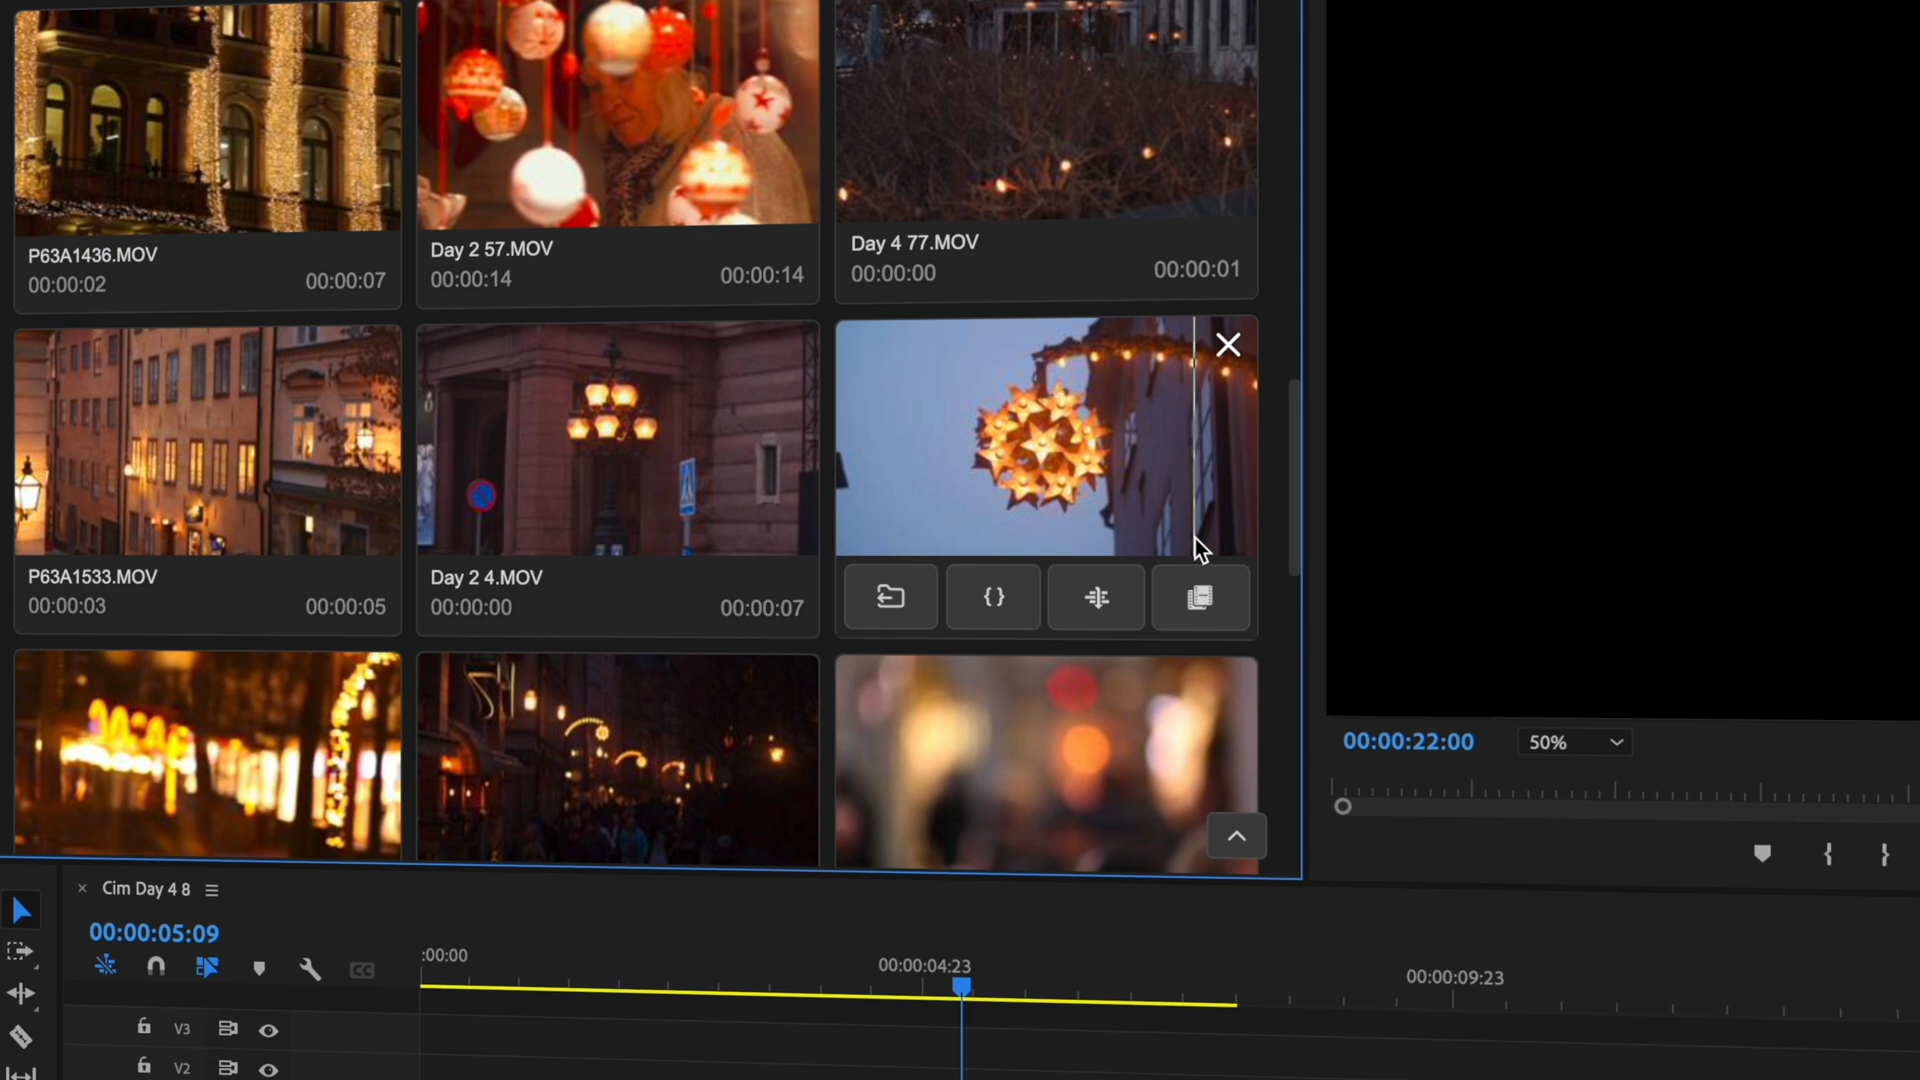 P63A1436.MOV
00:00:02 00:00:07
Day 2 57.MOV
00:00:14 00:00:14
Day 4 77.MOV
00:00:00 00:00:01
P63A1533.MOV
00:00:03 00:00:05
Day 2 4.MOV
00:00:00 00:00:07
{ }
00:00:22:00 50%
{ }
× Cim Day 4 8
00:00:05:09
CC
:00:00 00:00:04:23 00:00:09:23
V3
V2